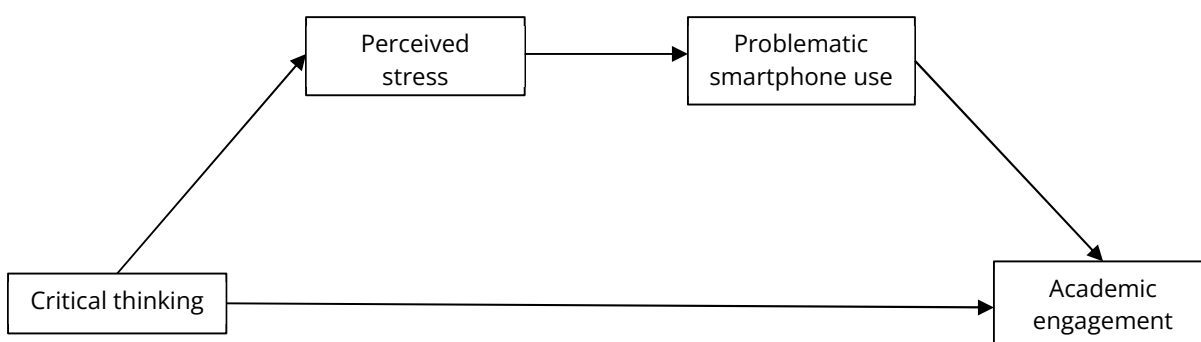 Perceived
stress
Problematic
smartphone use
Critical thinking
Academic
engagement